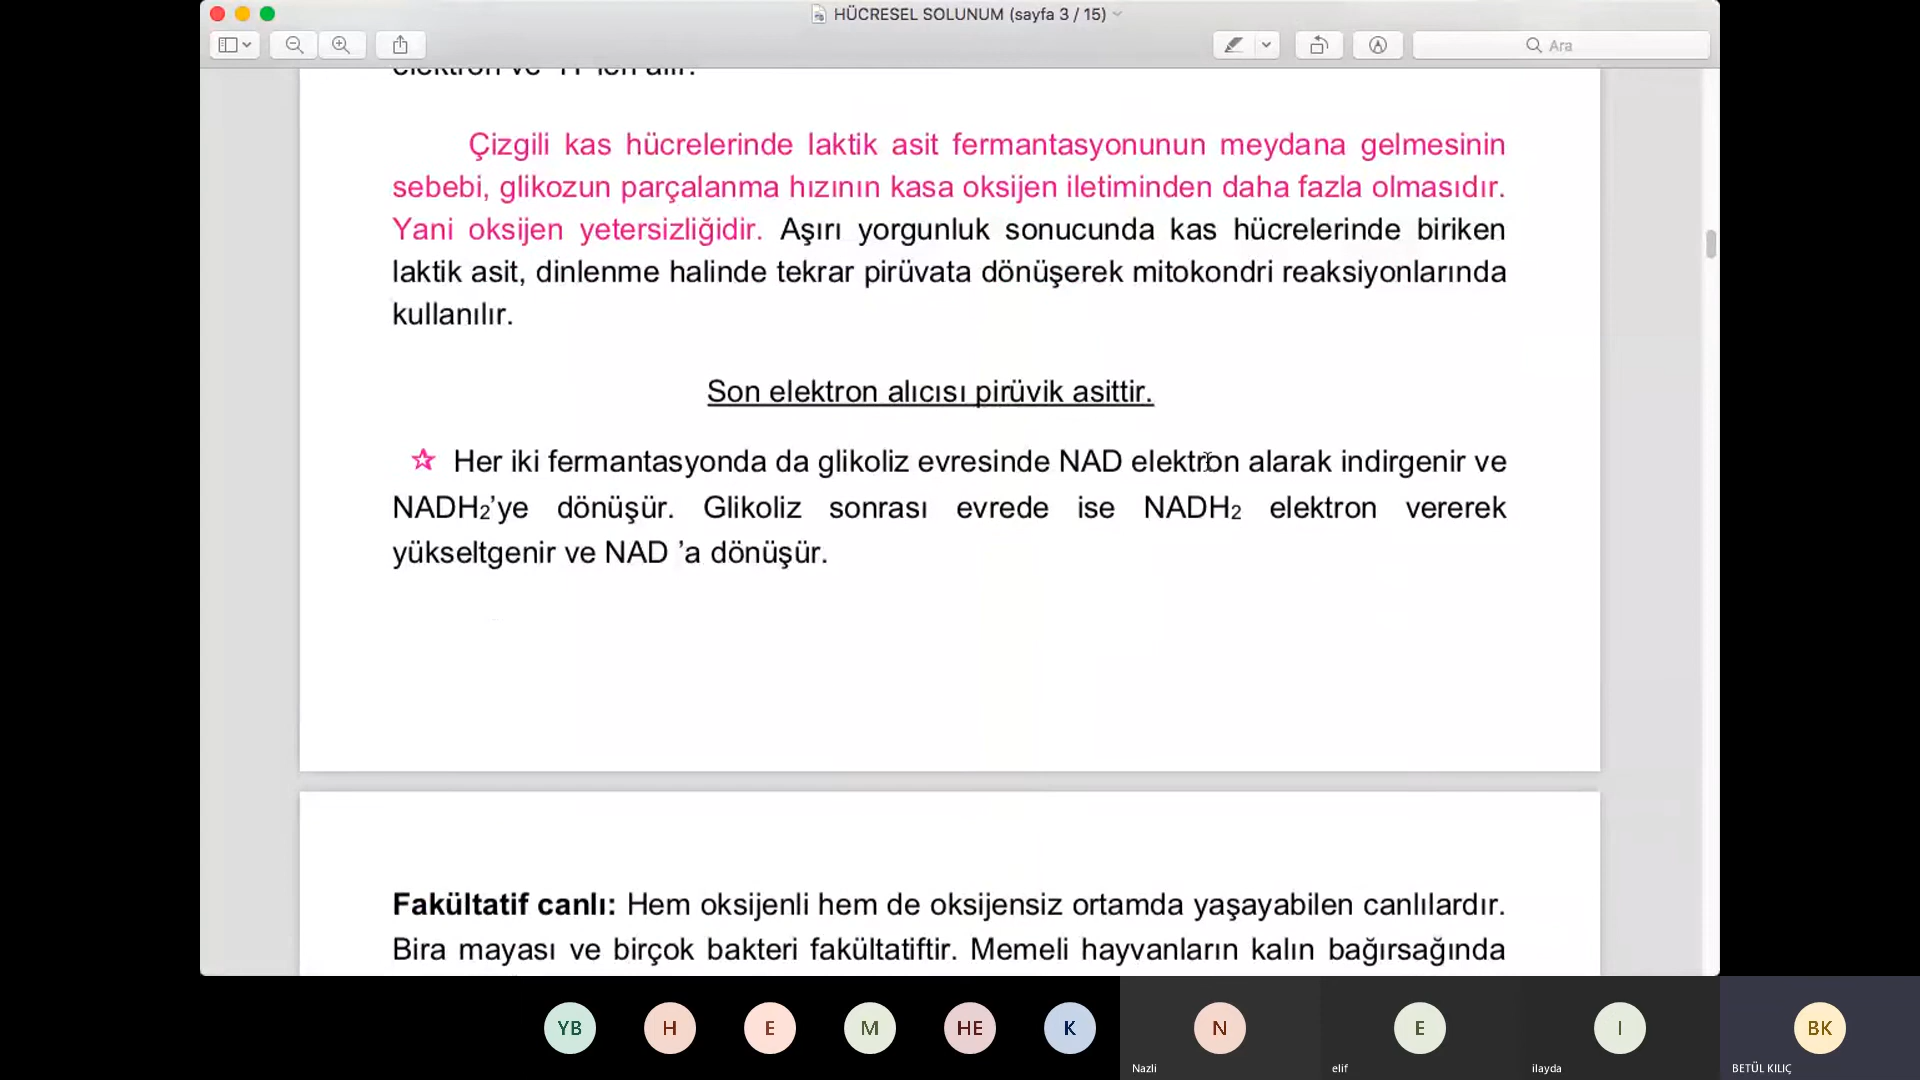 HÜCRESEL SOLUNUM (sayfa 3 / 15)
Ara
Çizgili kas hücrelerinde laktik asit fermantasyonunun meydana gelmesinin
sebebi, glikozun parçalanma hızının kasa oksijen iletiminden daha fazla olmasıdır.
Yani oksijen yetersizliğidir. Aşırı yorgunluk sonucunda kas hücrelerinde biriken
laktik asit, dinlenme halinde tekrar pirüvata dönüşerek mitokondri reaksiyonlarında
kullanılır.
Son elektron alıcısı pirüvik asittir.
☆ Her iki fermantasyonda da glikoliz evresinde NAD elektron alarak indirgenir ve
NADH₂’ye dönüşür. Glikoliz sonrası evrede ise NADH₂ elektron vererek
yükseltgenir ve NAD ’a dönüşür.
Fakültatif canlı: Hem oksijenli hem de oksijensiz ortamda yaşayabilen canlılardır.
Bira mayası ve birçok bakteri fakültatiftir. Memeli hayvanların kalın bağırsağında
YB H E M HE K N E I BK
Nazli elif ilayda BETÜL KILIÇ